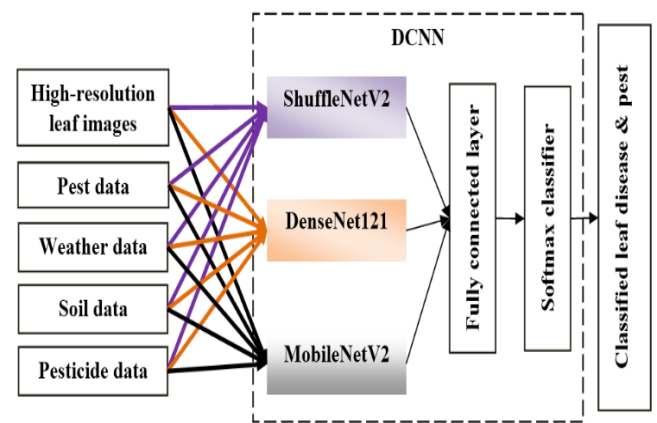 DCNN
High-resolution
leaf images
Pest data
Weather data
Soil data
Pesticide data
ShuffleNetV2
DenseNet121
MobileNetV2
Fully connected layer
Softmax classifier
Classified leaf disease & pest